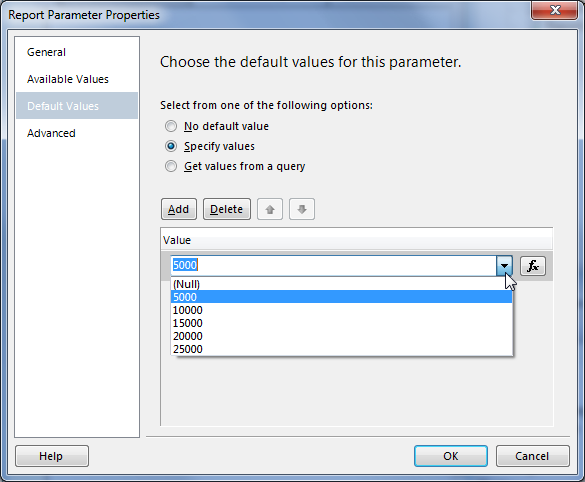 Report Parameter Properties
General
Available Values
Default Values
Advanced
Choose the default values for this parameter.
Select from one of the following options:
No default value
Specify values
Get values from a query
Add Delete
Value
5000 fx
(Null)
5000
10000
15000
20000
25000
Help OK Cancel